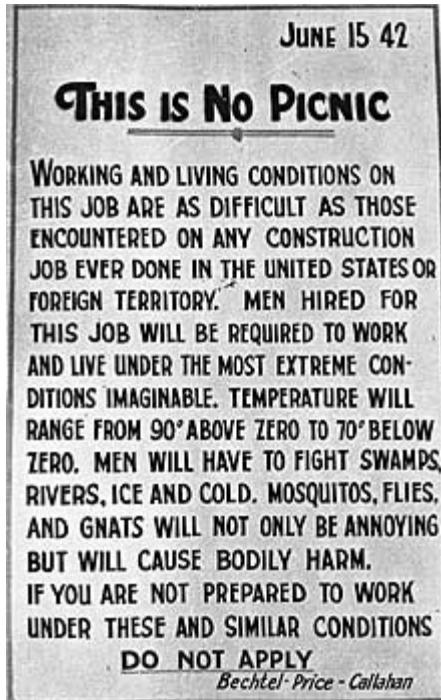 JUNE 15 42
THIS IS NO PICNIC
WORKING AND LIVING CONDITIONS ON
THIS JOB ARE AS DIFFICULT AS THOSE
ENCOUNTERED ON ANY CONSTRUCTION
JOB EVER DONE IN THE UNITED STATES OR
FOREIGN TERRITORY. MEN HIRED FOR
THIS JOB WILL BE REQUIRED TO WORK
AND LIVE UNDER THE MOST EXTREME CON-
DITIONS IMAGINABLE. TEMPERATURE WILL
RANGE FROM 90° ABOVE ZERO TO 70° BELOW
ZERO. MEN WILL HAVE TO FIGHT SWAMPS,
RIVERS, ICE AND COLD. MOSQUITOS, FLIES,
AND GNATS WILL NOT ONLY BE ANNOYING
BUT WILL CAUSE BODILY HARM.
IF YOU ARE NOT PREPARED TO WORK
UNDER THESE AND SIMILAR CONDITIONS
DO NOT APPLY
Bechtel-Price-Callahan